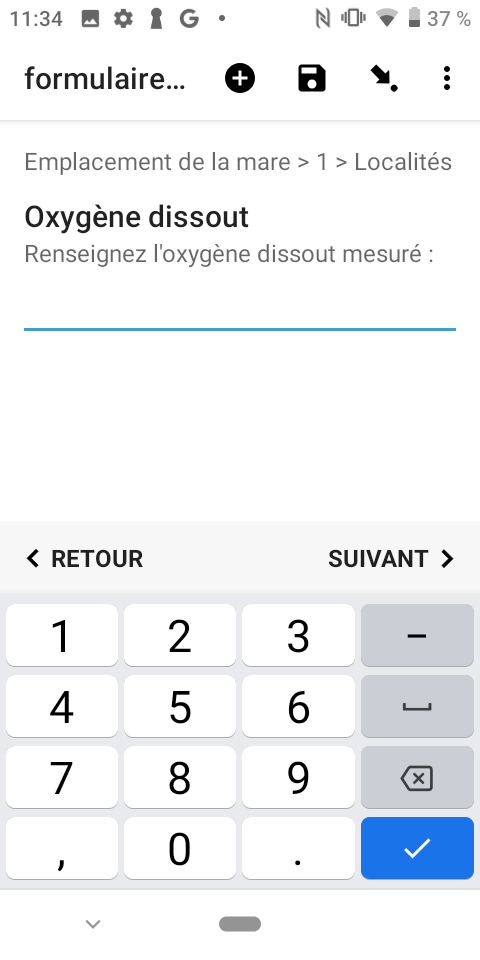 11:34
37 %
formulaire...
Emplacement de la mare > 1 > Localités
Oxygène dissout
Renseignez l'oxygène dissout mesuré :
RETOUR
SUIVANT
1 2 3 -
4 5 6
7 8 9
, 0 .